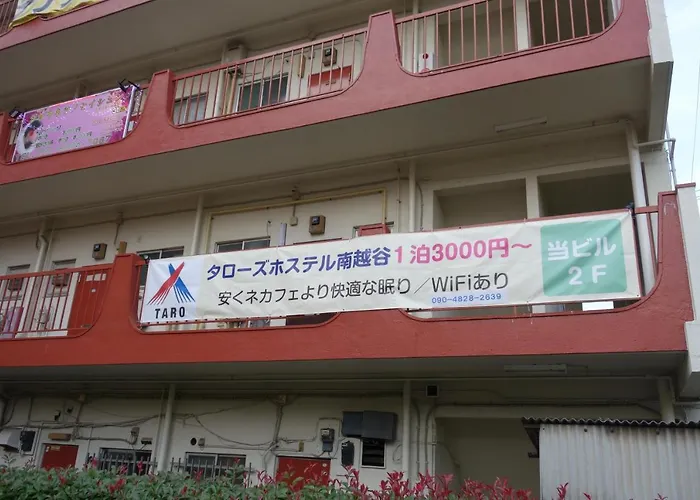 タローズホステル南越谷1泊3000円～
安くネカフェより快適な眠り／WiFiあり
090-4828-2639
当ビル
2F
TARO